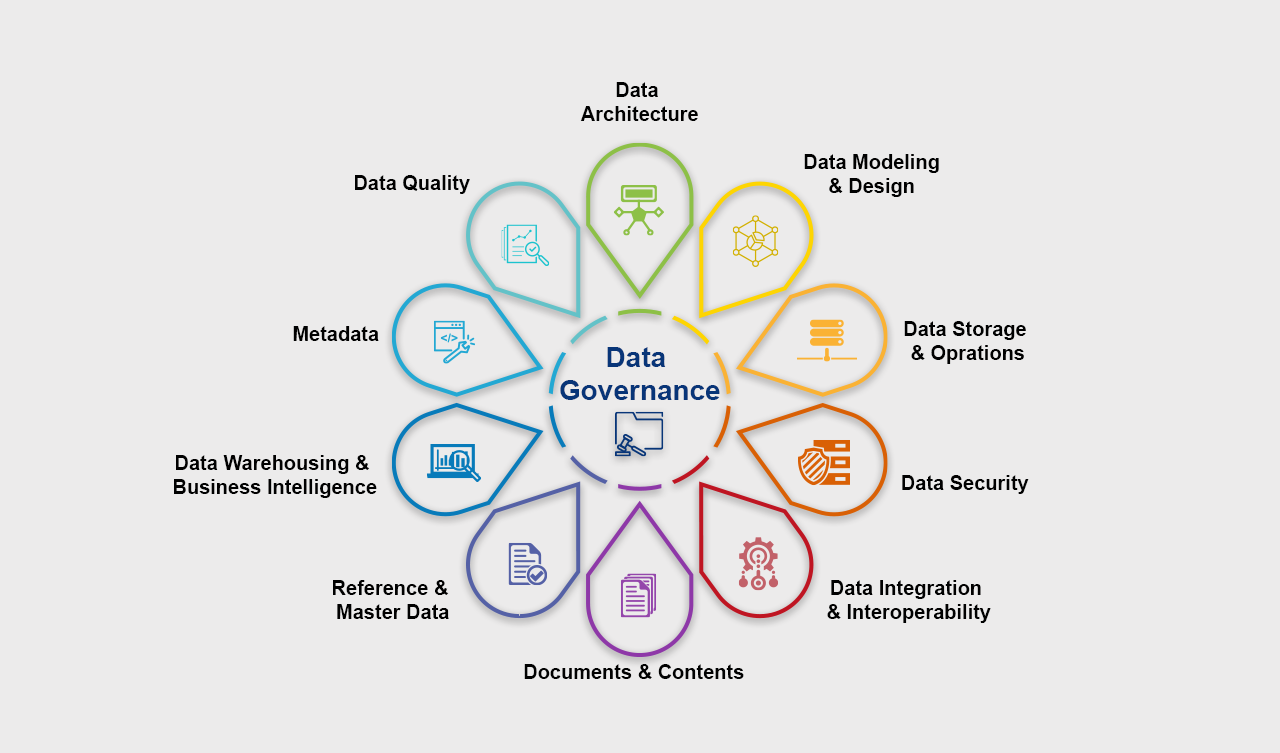 Data
Architecture
Data Modeling
& Design
Data Storage
& Oprations
Data Security
Data Integration
& Interoperability
Documents & Contents
Reference &
Master Data
Data Warehousing &
Business Intelligence
Metadata
Data Quality
Data
Governance